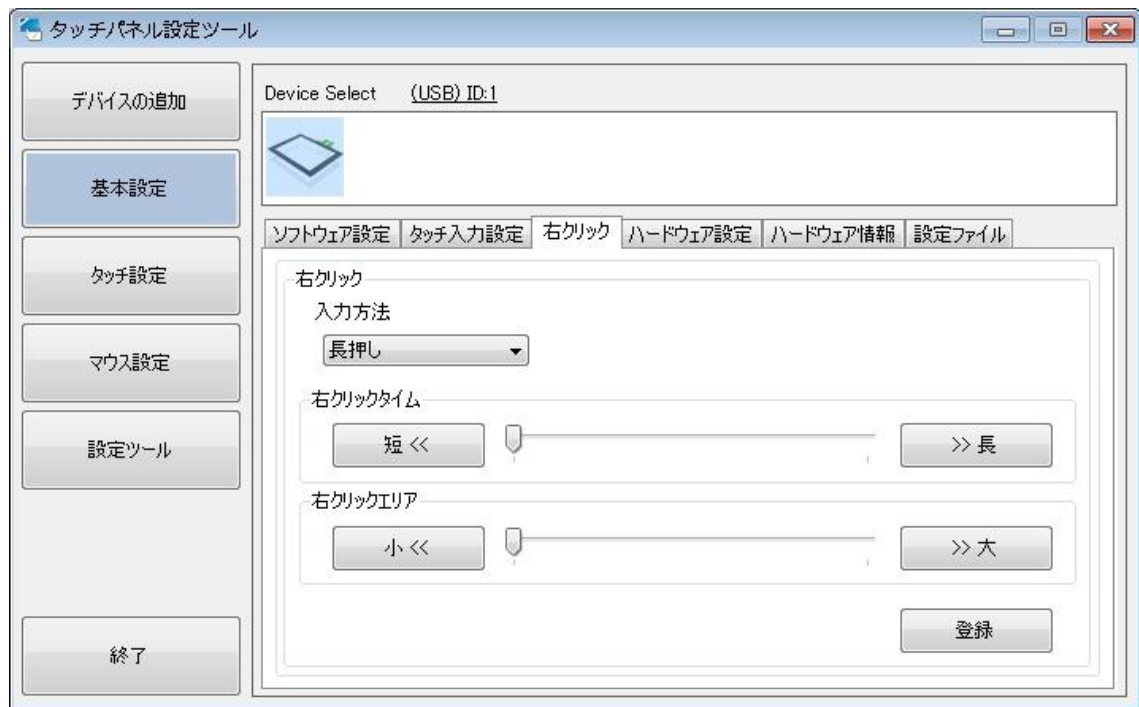 タッチパネル設定ツール
デバイスの追加
基本設定
タッチ設定
マウス設定
設定ツール
終了
Device Select (USB) ID:1
ソフトウェア設定 タッチ入力設定 右クリック ハードウェア設定 ハードウェア情報 設定ファイル
右クリック
入力方法
長押し
右クリックタイム
短 << >> 長
右クリックエリア
小 << >> 大
登録